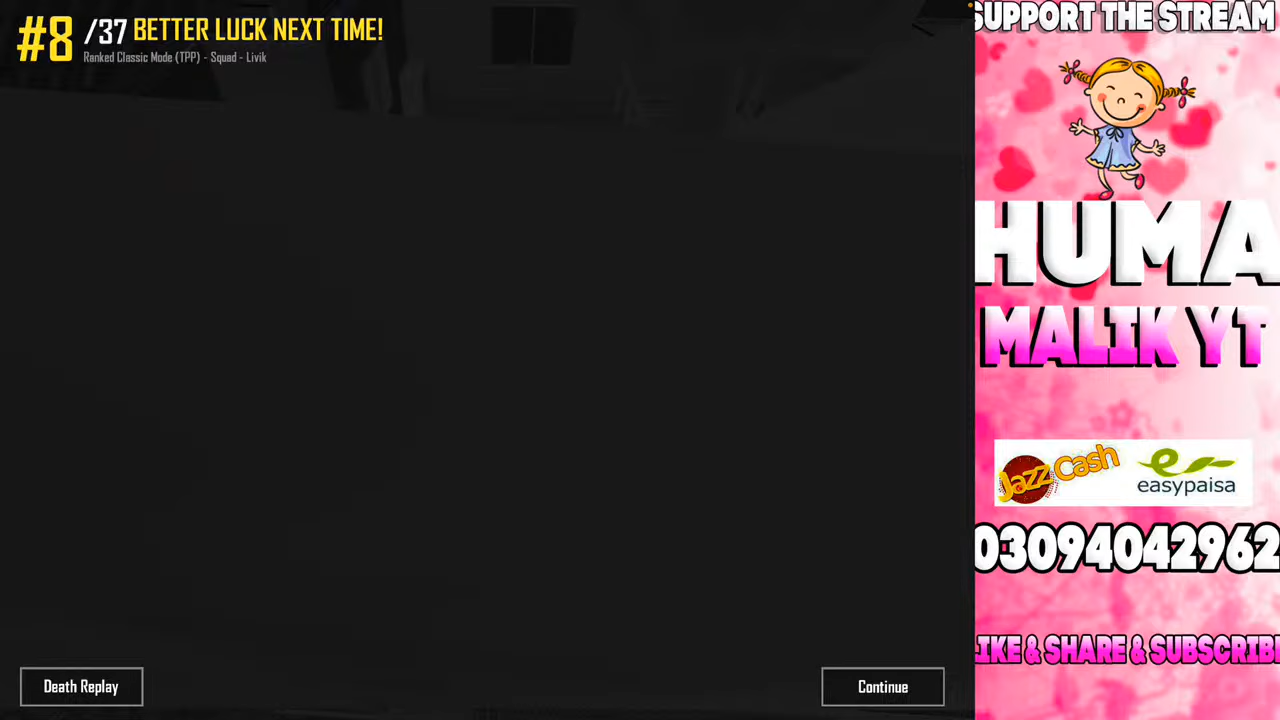 #8 /37 BETTER LUCK NEXT TIME!
Ranked Classic Mode (TPP) - Squad - Livik
Death Replay
Continue
SUPPORT THE STREAM
HUMA
MALIK YT
JazzCash
easypaisa
03094042962
LIKE & SHARE & SUBSCRIBE